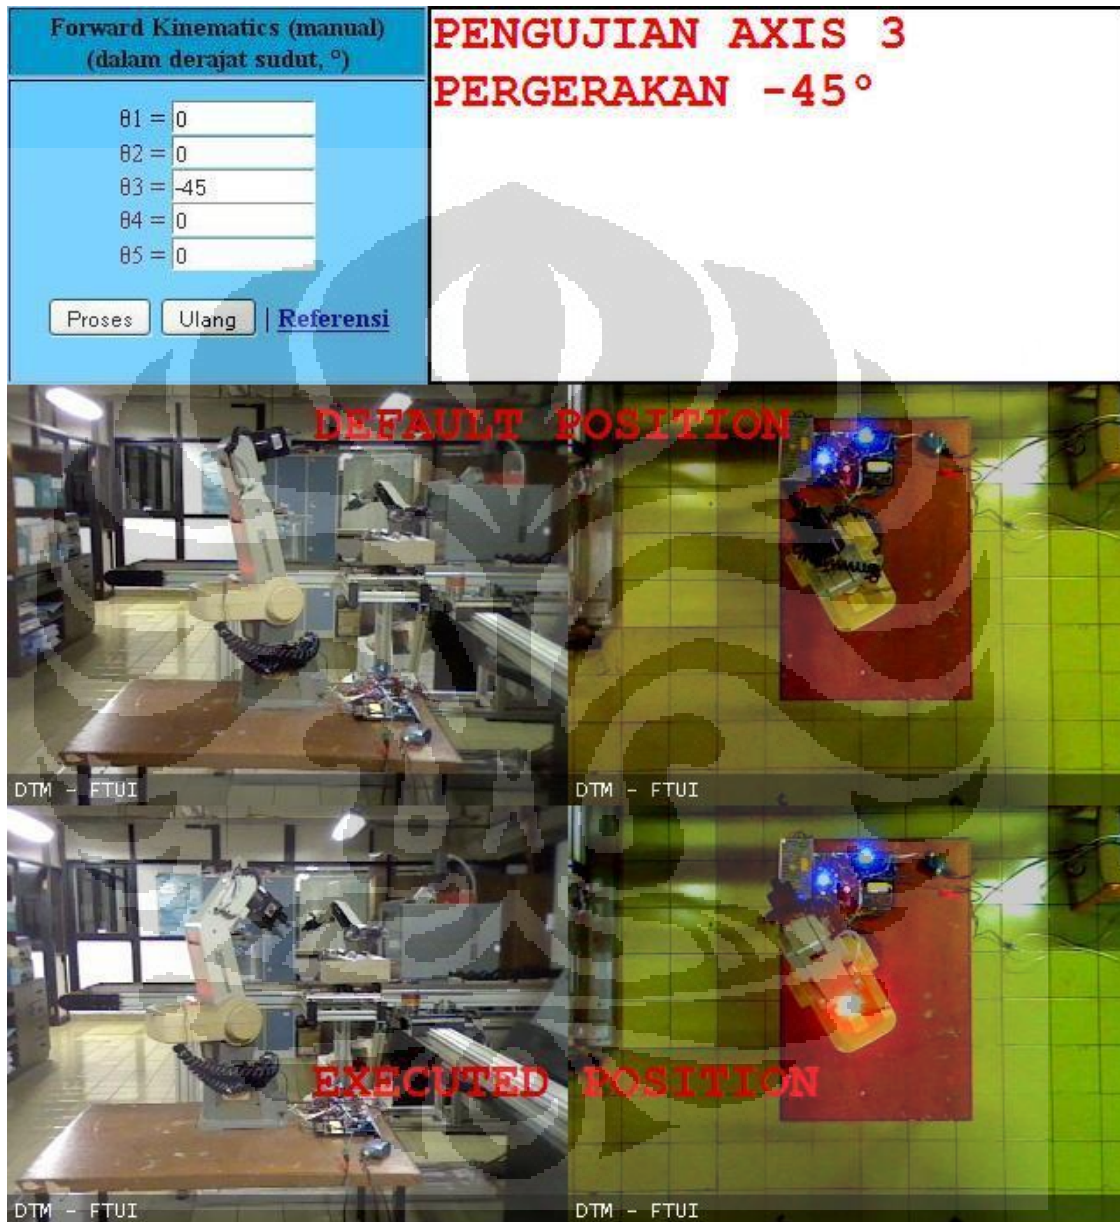 Forward Kinematics (manual)
(dalam derajat sudut, °)
θ1 = 0
θ2 = 0
θ3 = -45
θ4 = 0
θ5 = 0
Proses Ulang | Referensi
PENGUJIAN AXIS 3
PERGERAKAN -45°
DEFAULT POSITION
DTM - FTUI
DTM - FTUI
EXECUTED POSITION
DTM - FTUI
DTM - FTUI